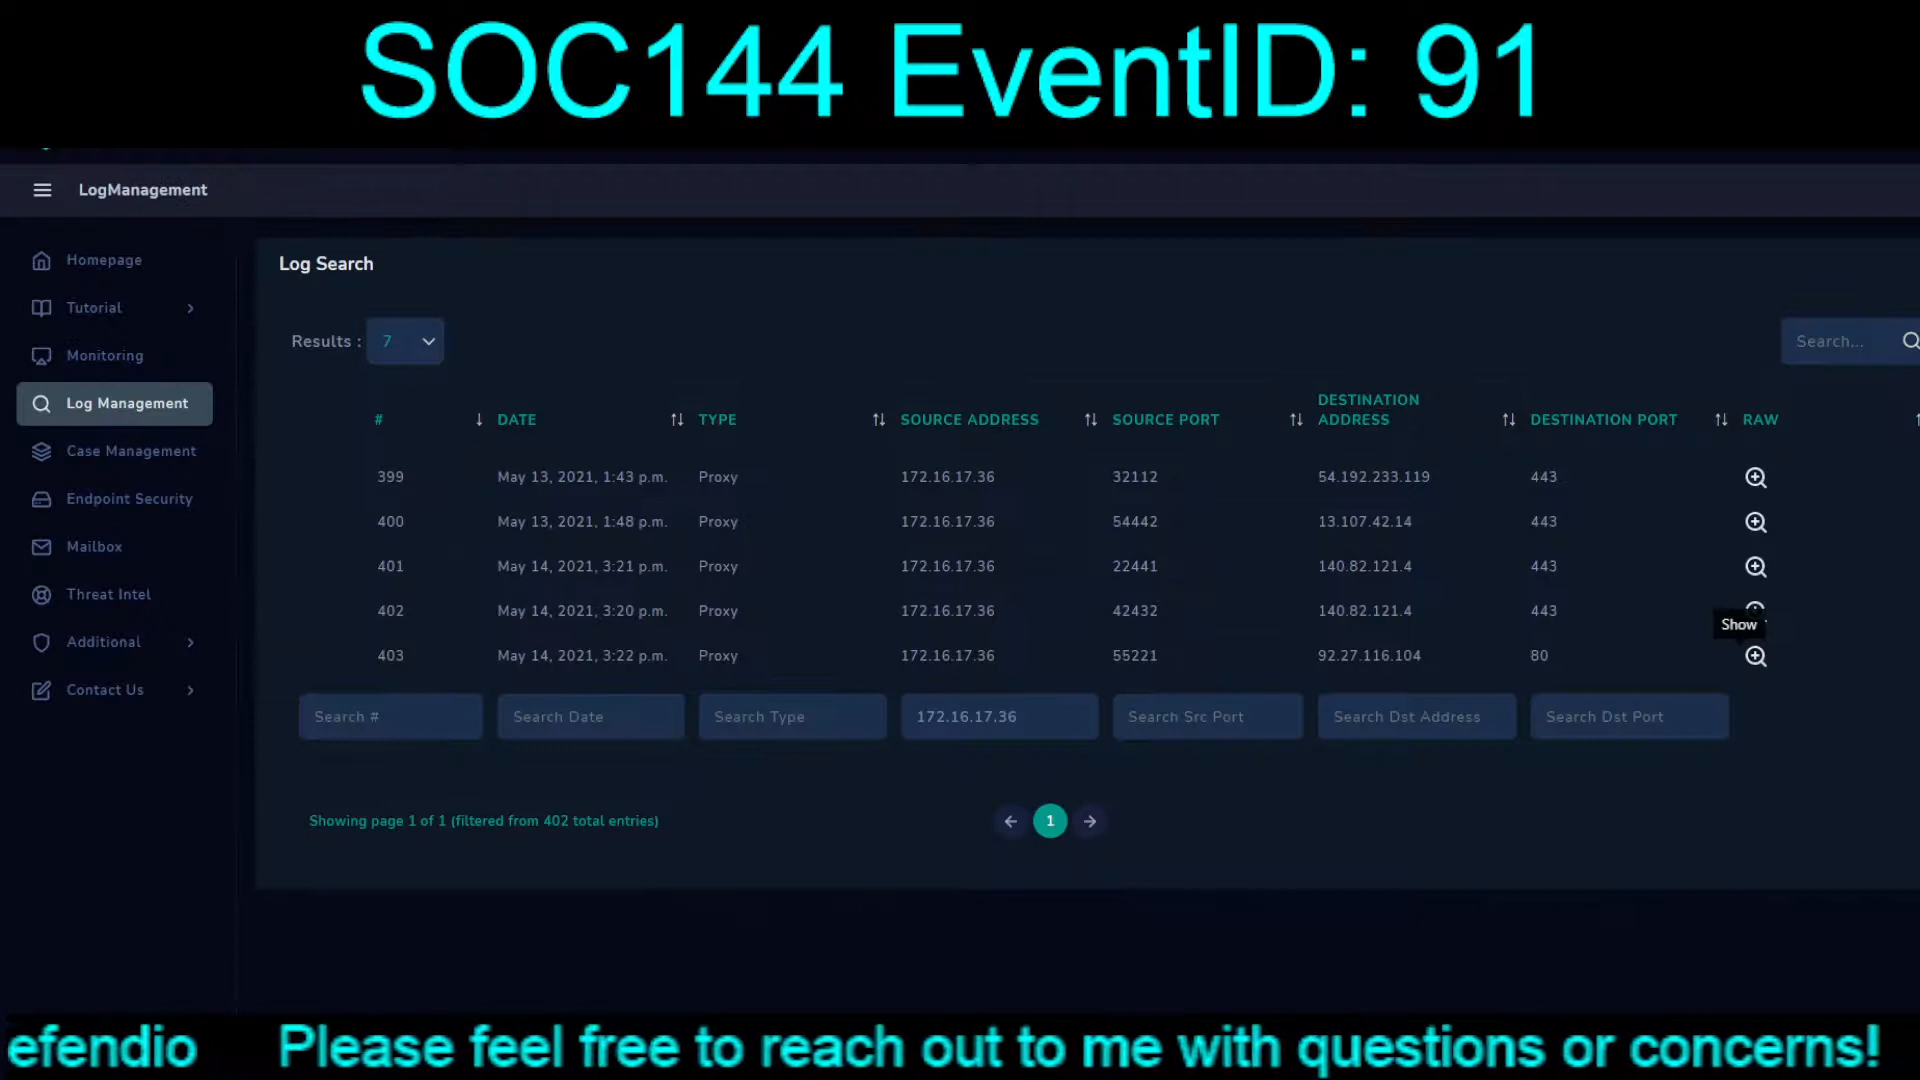 SOC144 EventID: 91
LogManagement
Homepage
Tutorial
Monitoring
Log Management
Case Management
Endpoint Security
Mailbox
Threat Intel
Additional
Contact Us
Log Search
Results : 7
Search...
# DATE TYPE SOURCE ADDRESS SOURCE PORT DESTINATION ADDRESS DESTINATION PORT RAW
399 May 13, 2021, 1:43 p.m. Proxy 172.16.17.36 32112 54.192.233.119 443
400 May 13, 2021, 1:48 p.m. Proxy 172.16.17.36 54442 13.107.42.14 443
401 May 14, 2021, 3:21 p.m. Proxy 172.16.17.36 22441 140.82.121.4 443
402 May 14, 2021, 3:20 p.m. Proxy 172.16.17.36 42432 140.82.121.4 443
Show
403 May 14, 2021, 3:22 p.m. Proxy 172.16.17.36 55221 92.27.116.104 80
Search # Search Date Search Type 172.16.17.36 Search Src Port Search Dst Address Search Dst Port
Showing page 1 of 1 (filtered from 402 total entries)
1
efendio Please feel free to reach out to me with questions or concerns!